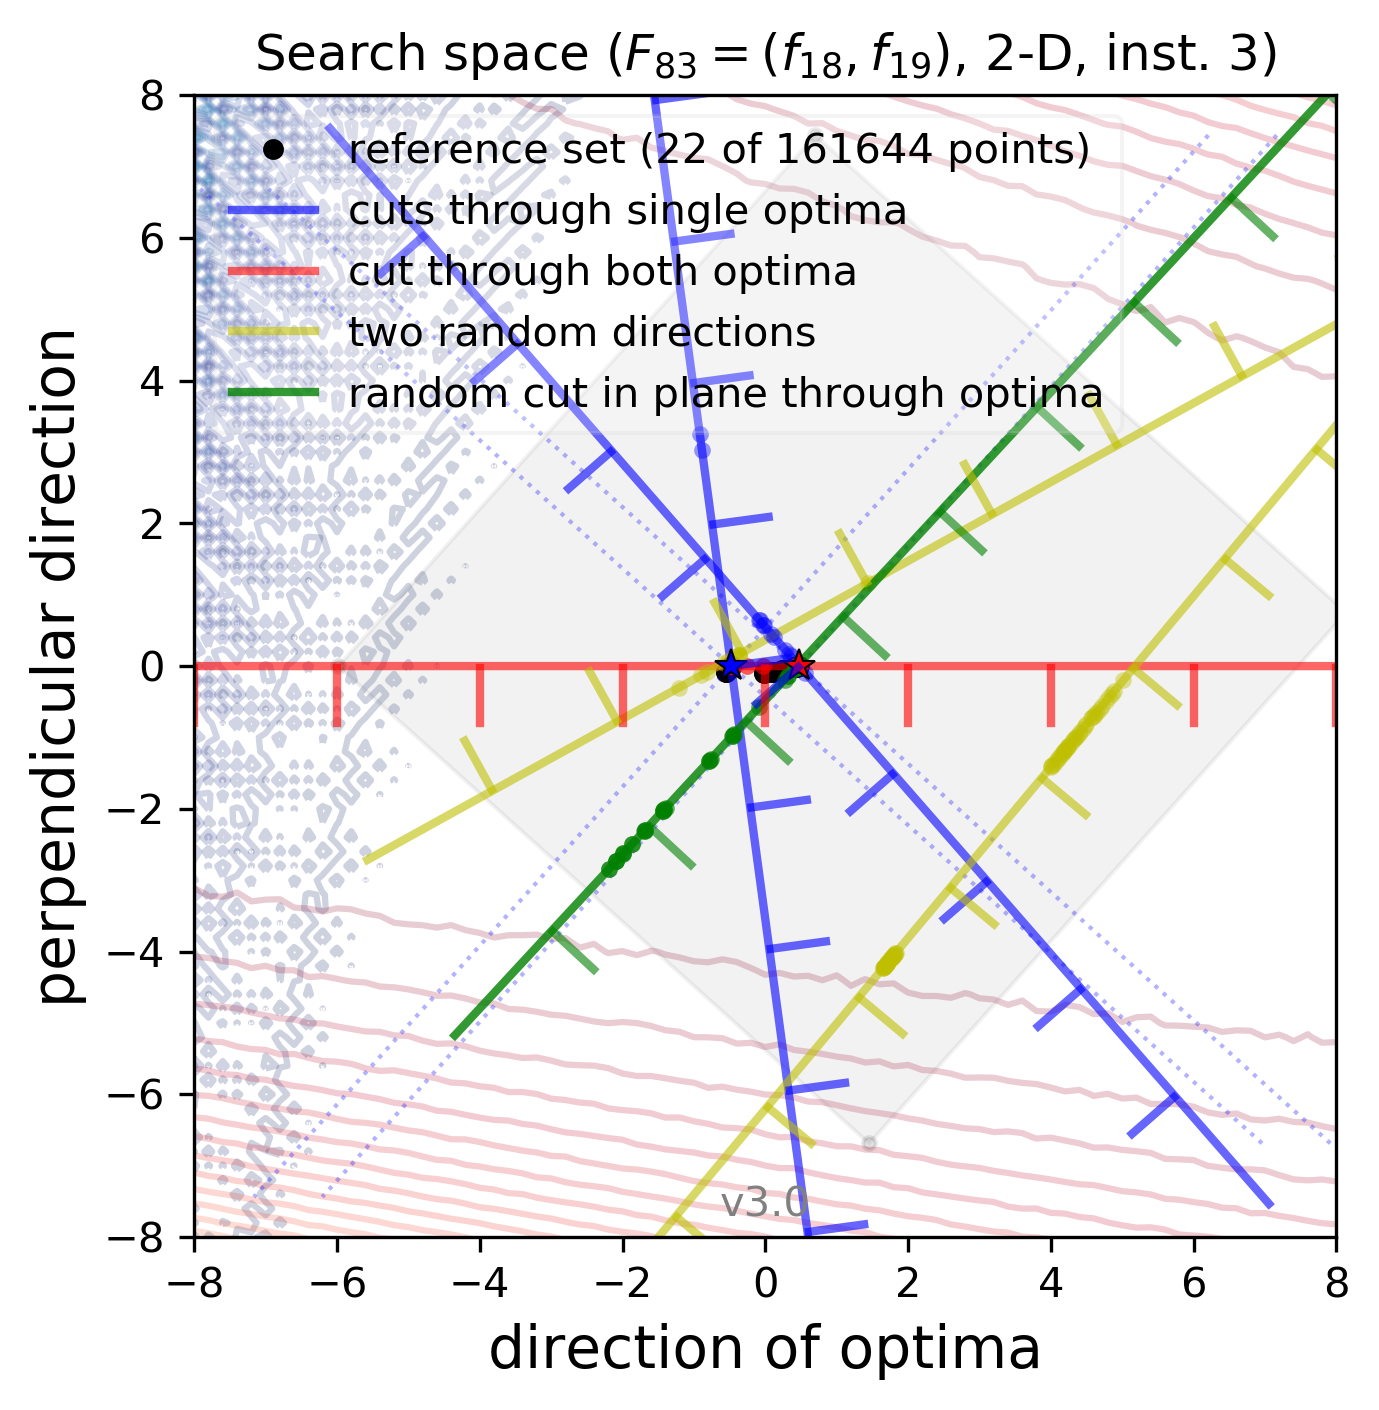 Search space (F83 = (f18, f19), 2-D, inst. 3)
8
6
4
2
0
−2
−4
−6
−8
perpendicular direction
reference set (22 of 161644 points)
cuts through single optima
cut through both optima
two random directions
random cut in plane through optima
v3.0
−8 −6 −4 −2 0 2 4 6 8
direction of optima